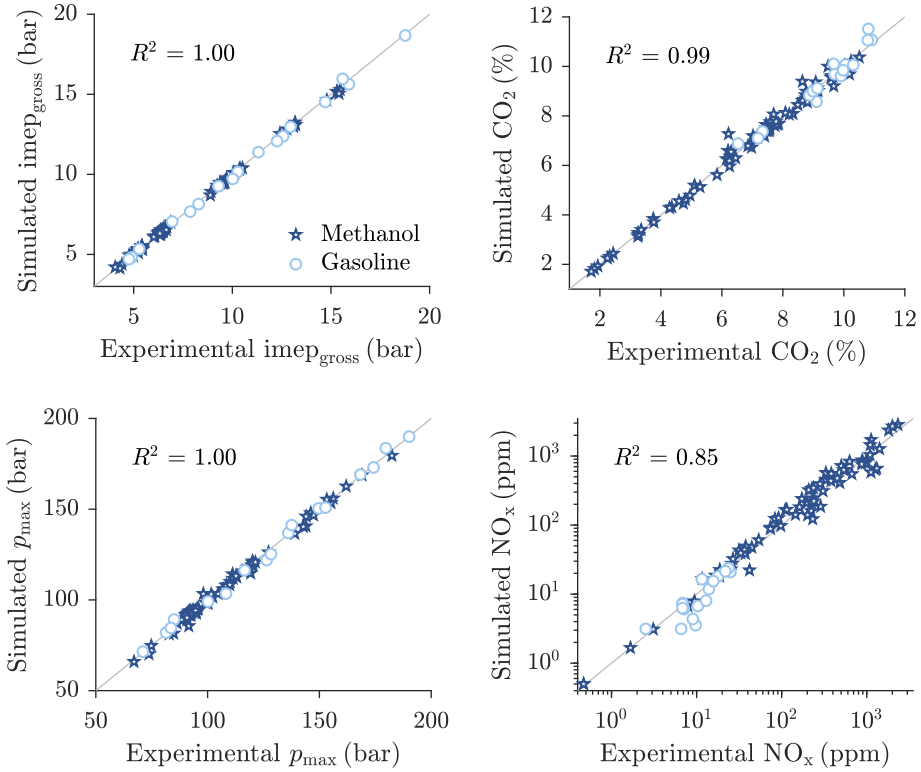 20
15
10
5
Simulated imep_gross (bar)
R² = 1.00
Methanol
Gasoline
5 10 15 20
Experimental imep_gross (bar)
12
10
8
6
4
2
Simulated CO₂ (%)
R² = 0.99
2 4 6 8 10 12
Experimental CO₂ (%)
200
150
100
50
Simulated p_max (bar)
R² = 1.00
50 100 150 200
Experimental p_max (bar)
10³
10²
10¹
10⁰
Simulated NOₓ (ppm)
R² = 0.85
10⁰ 10¹ 10² 10³
Experimental NOₓ (ppm)